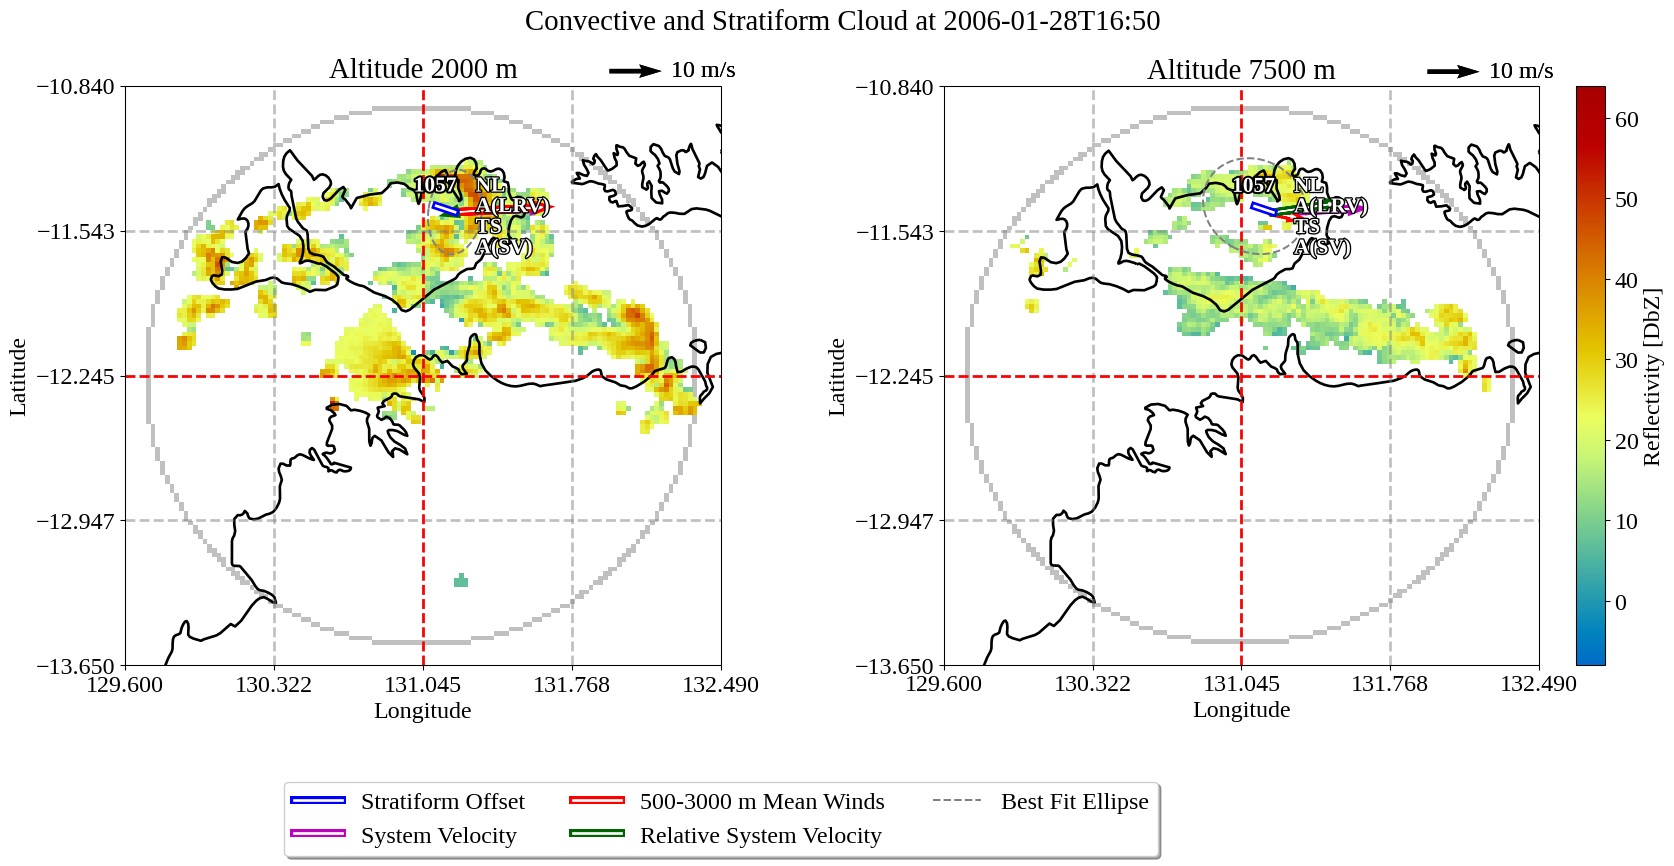 Convective and Stratiform Cloud at 2006-01-28T16:50
Altitude 2000 m
10 m/s
−10.840
−11.543
−12.245
−12.947
−13.650
129.600
130.322
131.045
131.768
132.490
Latitude
Longitude
1057
NL
A(LRV)
TS
A(SV)
Altitude 7500 m
10 m/s
−10.840
−11.543
−12.245
−12.947
−13.650
129.600
130.322
131.045
131.768
132.490
Latitude
Longitude
1057
NL
A(LRV)
TS
A(SV)
60
50
40
30
20
10
0
Reflectivity [DbZ]
Stratiform Offset
System Velocity
500-3000 m Mean Winds
Relative System Velocity
Best Fit Ellipse